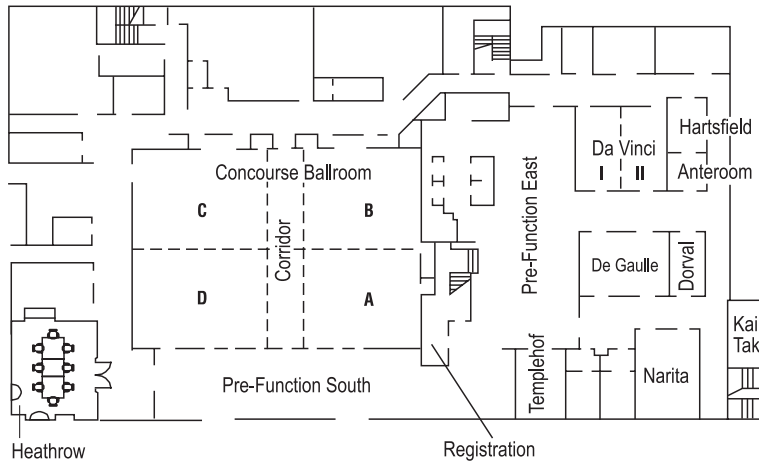 Hartsfield
Da Vinci
I
II
Anteroom
Concourse Ballroom
C
B
Corridor
Pre-Function East
De Gaulle
Dorval
D
A
Kai
Tak
Templehof
Narita
Pre-Function South
Heathrow
Registration